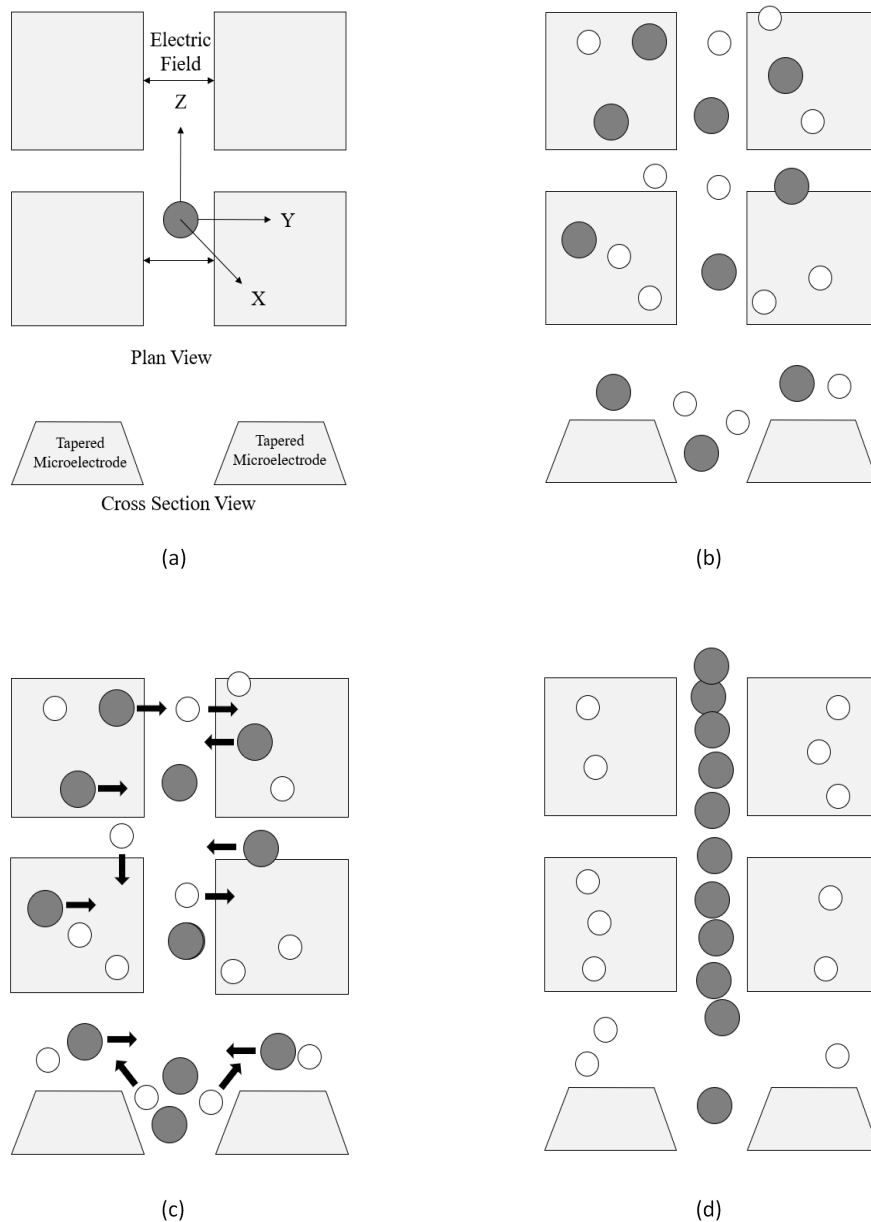 Electric
Field
Z
Y
X
Plan View
Tapered
Microelectrode
Tapered
Microelectrode
Cross Section View
(a)
(b)
(c)
(d)